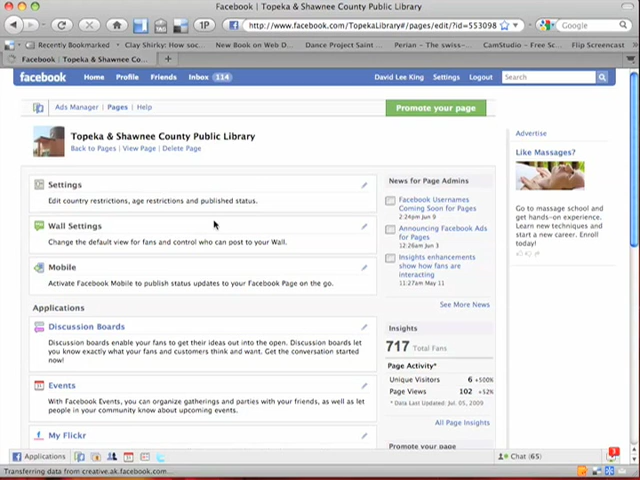 Facebook | Topeka & Shawnee County Public Library
1P
http://www.facebook.com/TopekaLibrary#/pages/edit/?id=553098
Google
Recently Bookmarked
Clay Shirky: How So...
New Book on Web D...
Dance Project Saint ...
Perian - The swiss-...
CamStudio - Free Sc...
Flip Screencast
Facebook | Topeka & Shawnee Co...
facebook Home Profile Friends Inbox 114 David Lee King Settings Logout Search
Ads Manager | Pages | Help
Promote your page
Topeka & Shawnee County Public Library
Back to Pages | View Page | Delete Page
Settings
Edit country restrictions, age restrictions and published status.
Wall Settings
Change the default view for fans and control who can post to your Wall.
Mobile
Activate Facebook Mobile to publish status updates to your Facebook Page on the go.
Applications
Discussion Boards
Discussion boards enable your fans to get their ideas out into the open. Discussion boards let
you know exactly what your fans and customers think and want. Get the conversation started
now!
Events
With Facebook Events, you can organize gatherings and parties with your friends, as well as let
people in your community know about upcoming events.
My Flickr
News for Page Admins
Facebook Usernames
Coming Soon for Pages
2:24pm Jun 9
Announcing Facebook Ads
for Pages
12:26am Jun 3
Insights enhancements
show how fans are
interacting
11:27am May 11
See More News
Insights
717 Total Fans
Page Activity*
Unique Visitors 6 +500%
Page Views 102 +52%
* Data Last Updated: Jul. 05, 2009
All Page Insights
Promote your page
Advertise
Like Massages?
Go to massage school and
get hands-on experience.
Learn new techniques and
start a new career. Enroll
today!
Applications
Chat (65)
3
Transferring data from creative.ak.facebook.com...